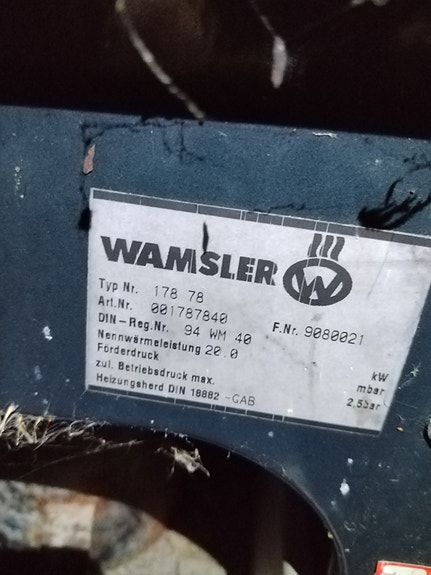 WAMSLER
Typ Nr. 178 78
Art.Nr. 001787840
DIN-Reg.Nr. 94 WM 40 F.Nr. 9080021
Nennwärmeleistung 20.0 kW
Förderdruck mbar
zul. Betriebsdruck max. 2,5bar
Heizungsherd DIN 18882 -CAB